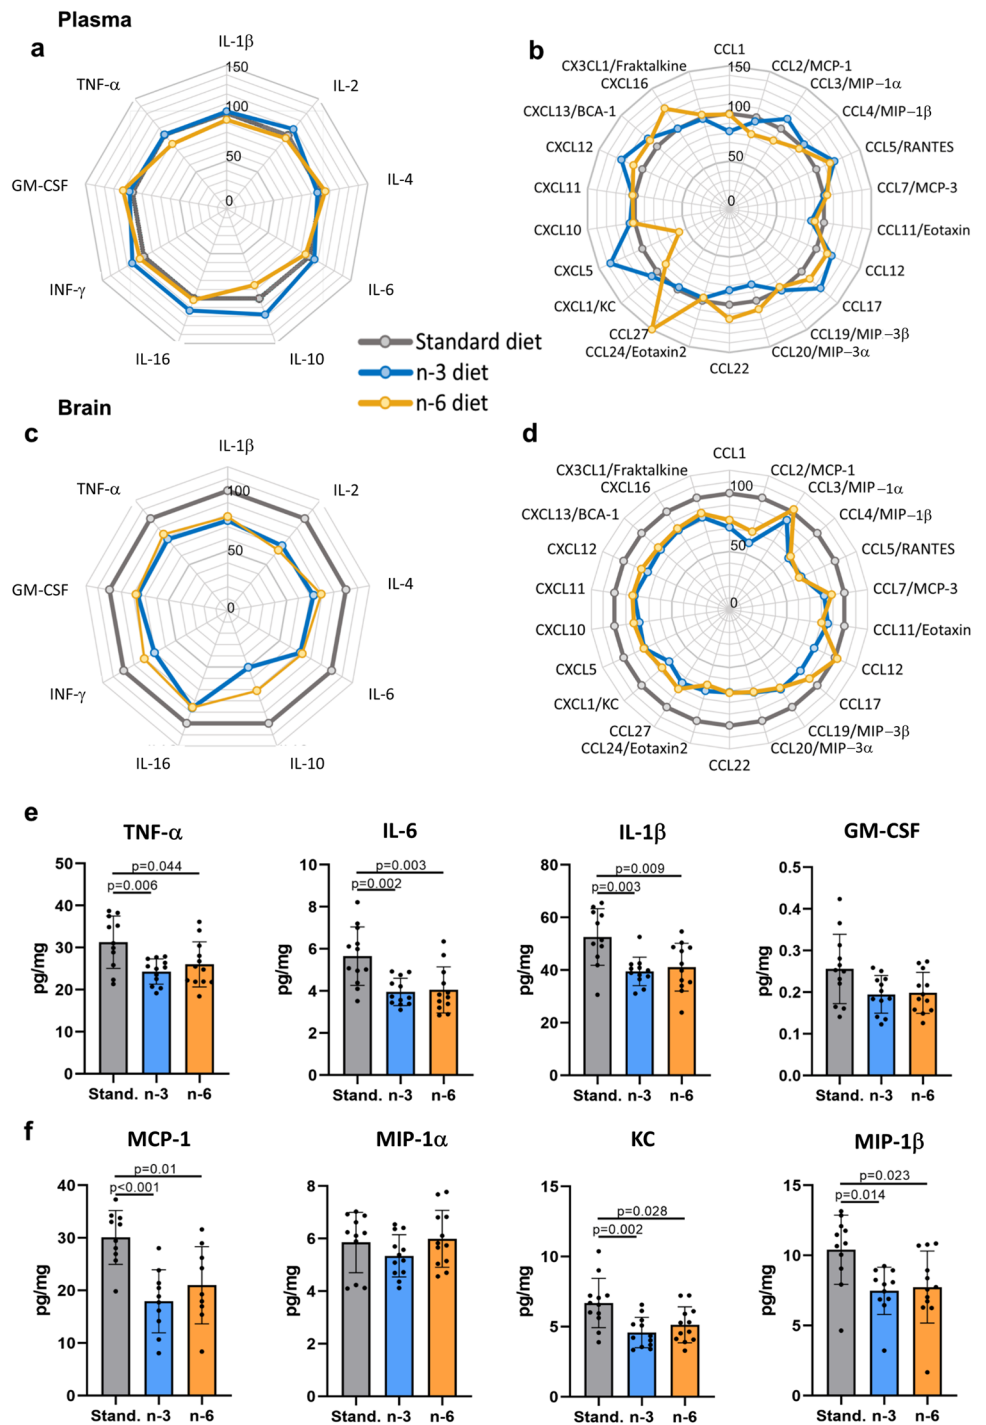 Plasma
a
IL-1β
150
TNF-α
IL-2
100
50
GM-CSF
IL-4
0
INF-γ
IL-6
IL-16
IL-10
b
CCL1
150
CX3CL1/Fraktalkine
CCL2/MCP-1
CXCL16
CCL3/MIP-1α
CXCL13/BCA-1
100
CCL4/MIP-1β
CXCL12
50
CCL5/RANTES
CXCL11
0
CCL7/MCP-3
CXCL10
CCL11/Eotaxin
CXCL5
CCL12
CXCL1/KC
CCL17
CCL27
CCL19/MIP-3β
CCL24/Eotaxin2
CCL20/MIP-3α
CCL22
Standard diet
n-3 diet
n-6 diet
Brain
c
IL-1β
TNF-α
100
IL-2
50
GM-CSF
IL-4
0
INF-γ
IL-6
IL-16
IL-10
d
CCL1
CX3CL1/Fraktalkine
CCL2/MCP-1
CXCL16
100
CCL3/MIP-1α
CXCL13/BCA-1
CCL4/MIP-1β
CXCL12
50
CCL5/RANTES
CXCL11
0
CCL7/MCP-3
CXCL10
CCL11/Eotaxin
CXCL5
CCL12
CXCL1/KC
CCL17
CCL27
CCL19/MIP-3β
CCL24/Eotaxin2
CCL20/MIP-3α
CCL22
e
TNF-α
p=0.044
p=0.006
pg/mg
50
40
30
20
10
0
Stand. n-3 n-6
IL-6
p=0.003
p=0.002
pg/mg
10
8
6
4
2
0
Stand. n-3 n-6
IL-1β
p=0.009
p=0.003
pg/mg
80
60
40
20
0
Stand. n-3 n-6
GM-CSF
pg/mg
0.5
0.4
0.3
0.2
0.1
0.0
Stand. n-3 n-6
f
MCP-1
p=0.01
p<0.001
pg/mg
40
30
20
10
0
Stand. n-3 n-6
MIP-1α
pg/mg
8
6
4
2
0
Stand. n-3 n-6
KC
p=0.028
p=0.002
pg/mg
15
10
5
0
Stand. n-3 n-6
MIP-1β
p=0.023
p=0.014
pg/mg
15
10
5
0
Stand. n-3 n-6